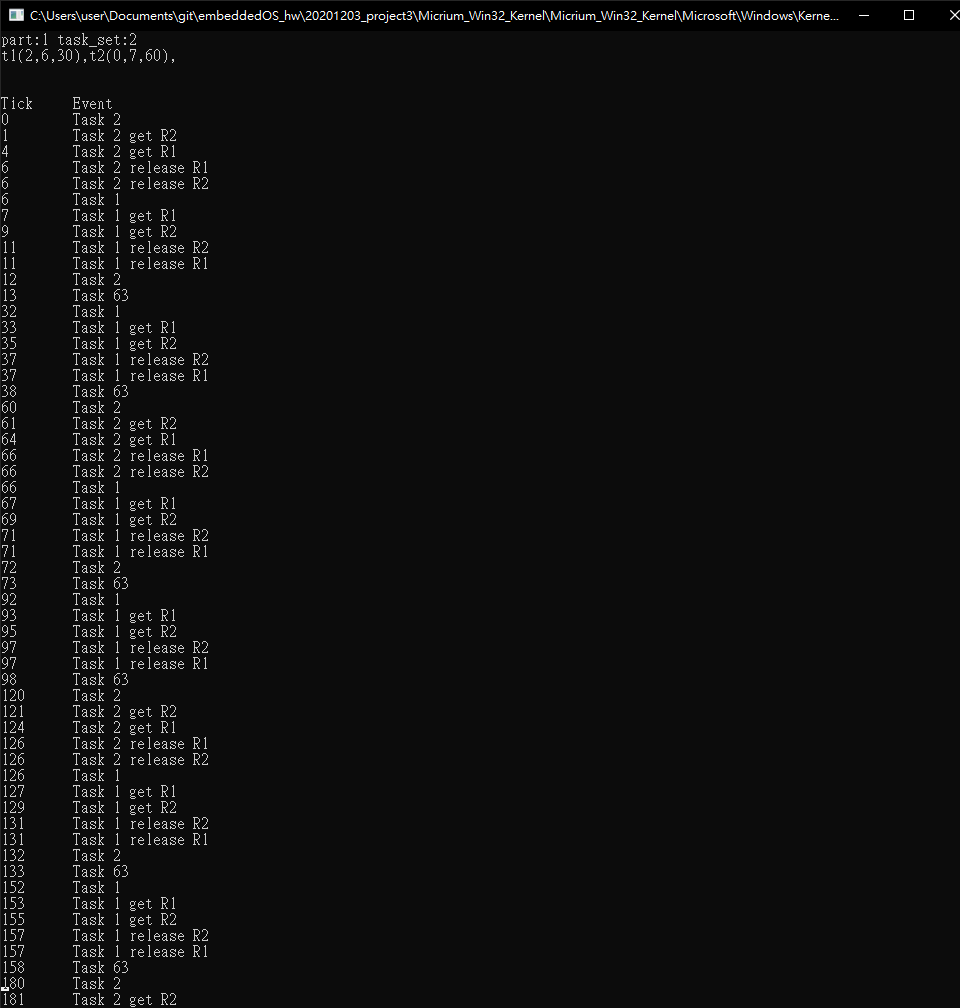 C:\Users\user\Documents\git\embeddedOS_hw\20201203_project3\Micrium_Win32_Kernel\Micrium_Win32_Kernel\Microsoft\Windows\Kerne...
part:1 task_set:2
t1(2,6,30),t2(0,7,60),
Tick Event
0 Task 2
1 Task 2 get R2
4 Task 2 get R1
6 Task 2 release R1
6 Task 2 release R2
6 Task 1
7 Task 1 get R1
9 Task 1 get R2
11 Task 1 release R2
11 Task 1 release R1
12 Task 2
13 Task 63
32 Task 1
33 Task 1 get R1
35 Task 1 get R2
37 Task 1 release R2
37 Task 1 release R1
38 Task 63
60 Task 2
61 Task 2 get R2
64 Task 2 get R1
66 Task 2 release R1
66 Task 2 release R2
66 Task 1
67 Task 1 get R1
69 Task 1 get R2
71 Task 1 release R2
71 Task 1 release R1
72 Task 2
73 Task 63
92 Task 1
93 Task 1 get R1
95 Task 1 get R2
97 Task 1 release R2
97 Task 1 release R1
98 Task 63
120 Task 2
121 Task 2 get R2
124 Task 2 get R1
126 Task 2 release R1
126 Task 2 release R2
126 Task 1
127 Task 1 get R1
129 Task 1 get R2
131 Task 1 release R2
131 Task 1 release R1
132 Task 2
133 Task 63
152 Task 1
153 Task 1 get R1
155 Task 1 get R2
157 Task 1 release R2
157 Task 1 release R1
158 Task 63
180 Task 2
181 Task 2 get R2